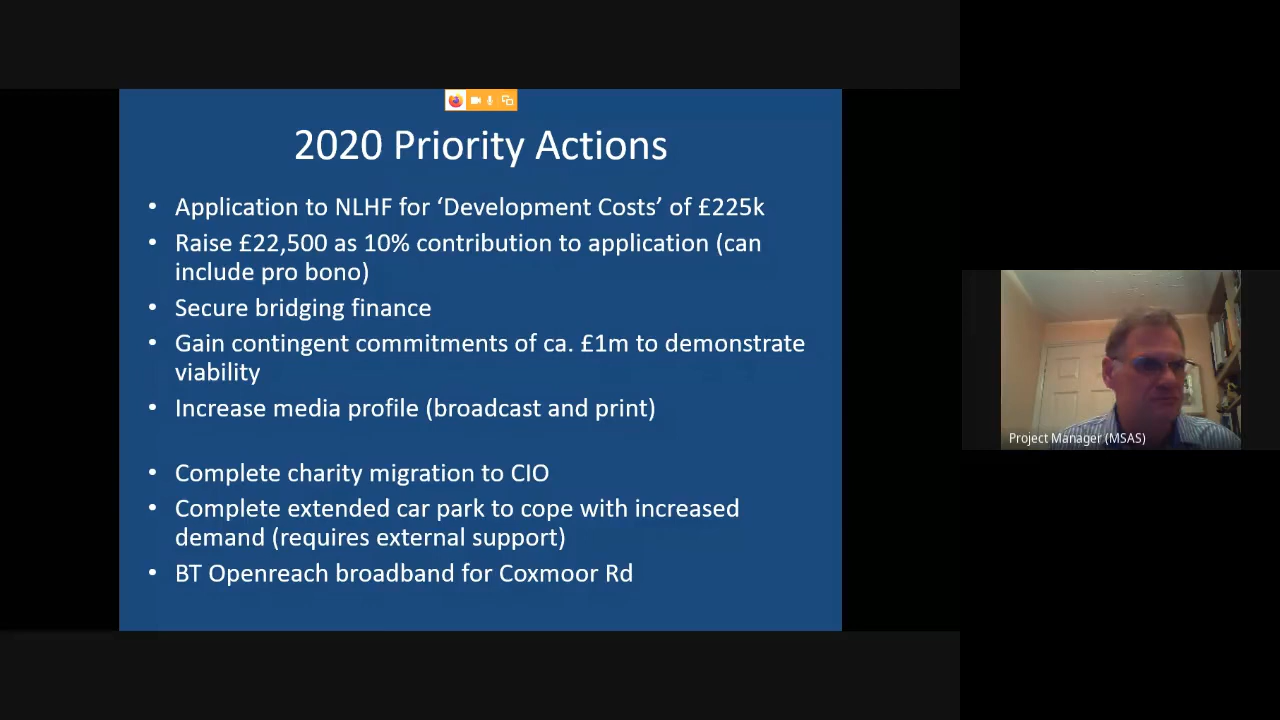 2020 Priority Actions
• Application to NLHF for ‘Development Costs’ of £225k
• Raise £22,500 as 10% contribution to application (can
include pro bono)
• Secure bridging finance
• Gain contingent commitments of ca. £1m to demonstrate
viability
• Increase media profile (broadcast and print)
• Complete charity migration to CIO
• Complete extended car park to cope with increased
demand (requires external support)
• BT Openreach broadband for Coxmoor Rd
Project Manager (MSAS)